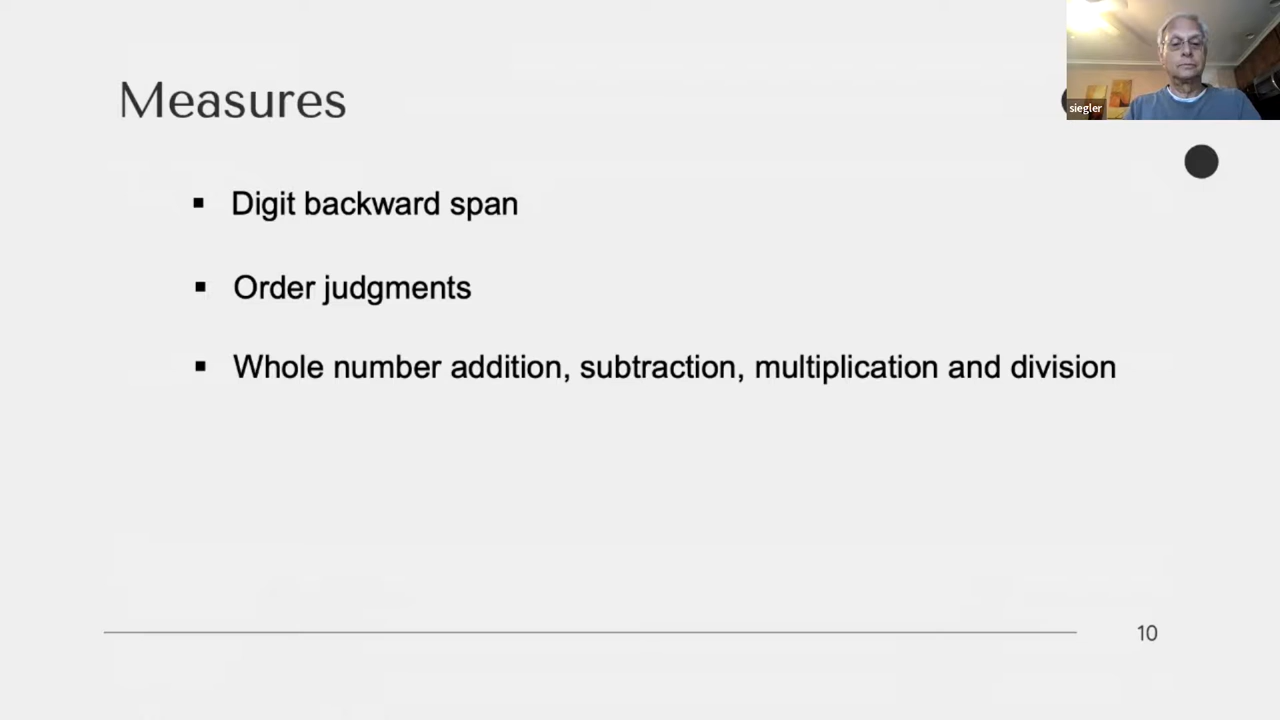 Measures
siegler
▪ Digit backward span
▪ Order judgments
▪ Whole number addition, subtraction, multiplication and division
10